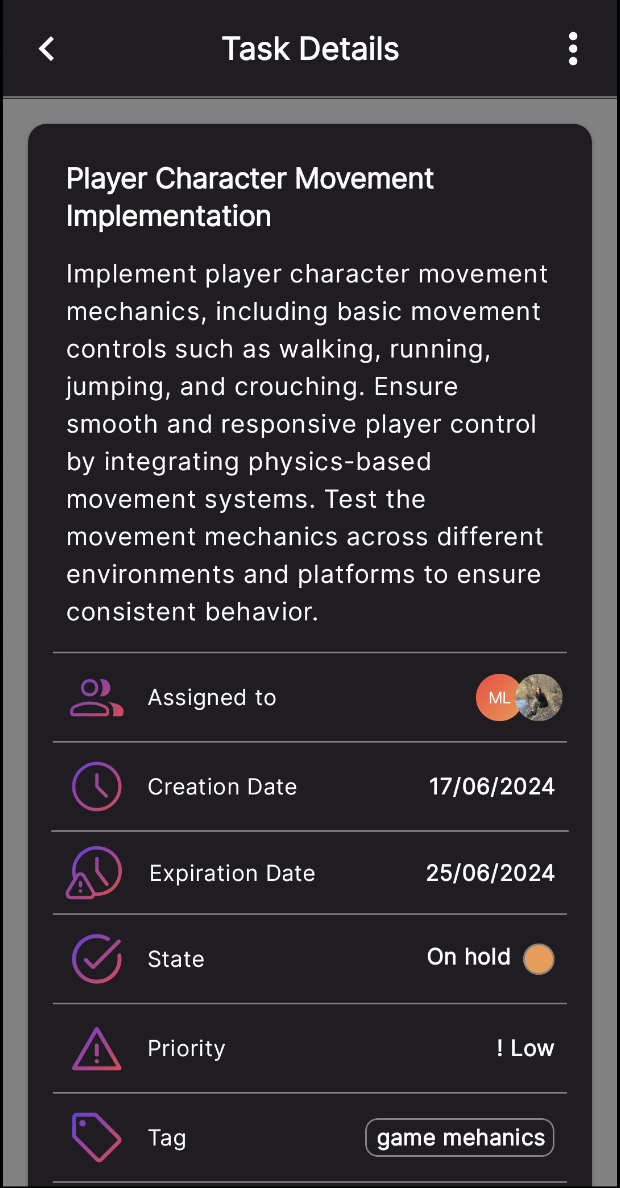 Task Details
Player Character Movement
Implementation
Implement player character movement
mechanics, including basic movement
controls such as walking, running,
jumping, and crouching. Ensure
smooth and responsive player control
by integrating physics-based
movement systems. Test the
movement mechanics across different
environments and platforms to ensure
consistent behavior.
Assigned to ML
Creation Date 17/06/2024
Expiration Date 25/06/2024
State On hold
Priority ! Low
Tag game mehanics